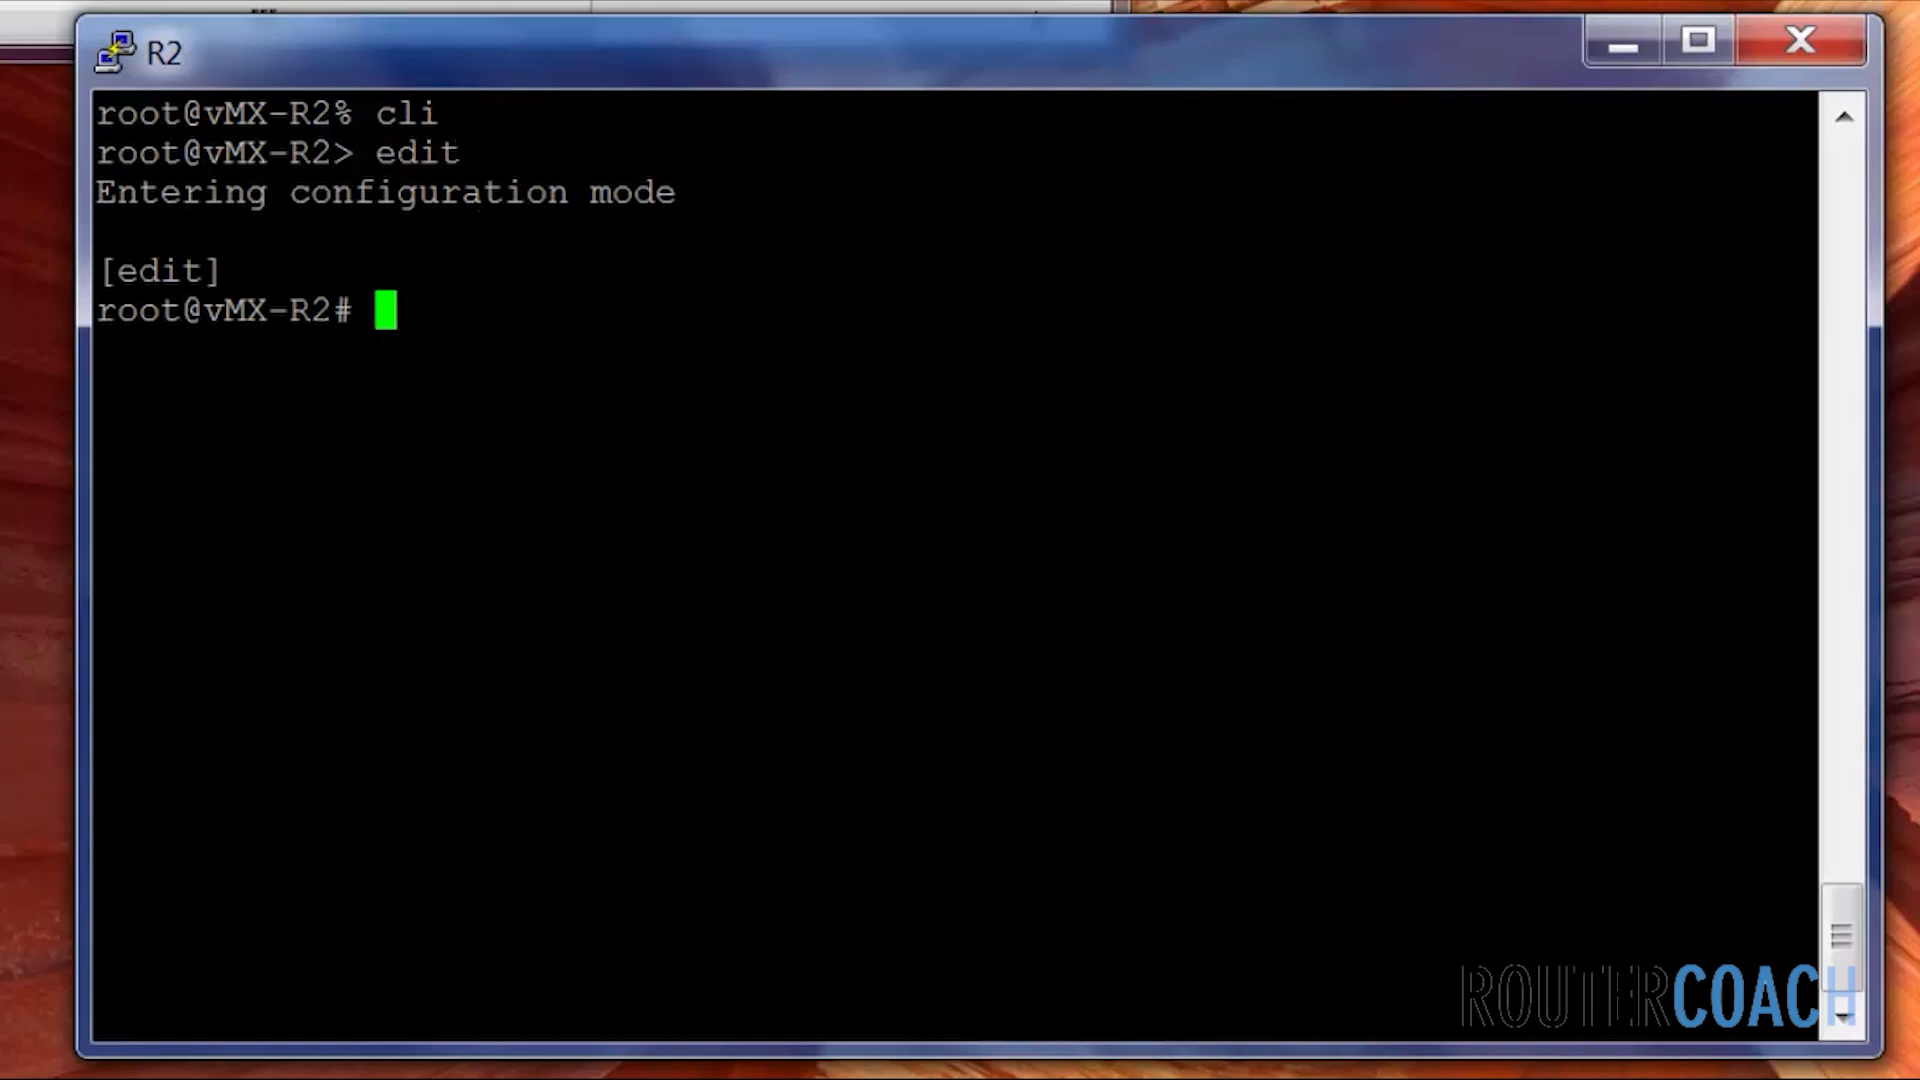 R2
root@vMX-R2% cli
root@vMX-R2> edit
Entering configuration mode
[edit]
root@vMX-R2#
ROUTERCOACH